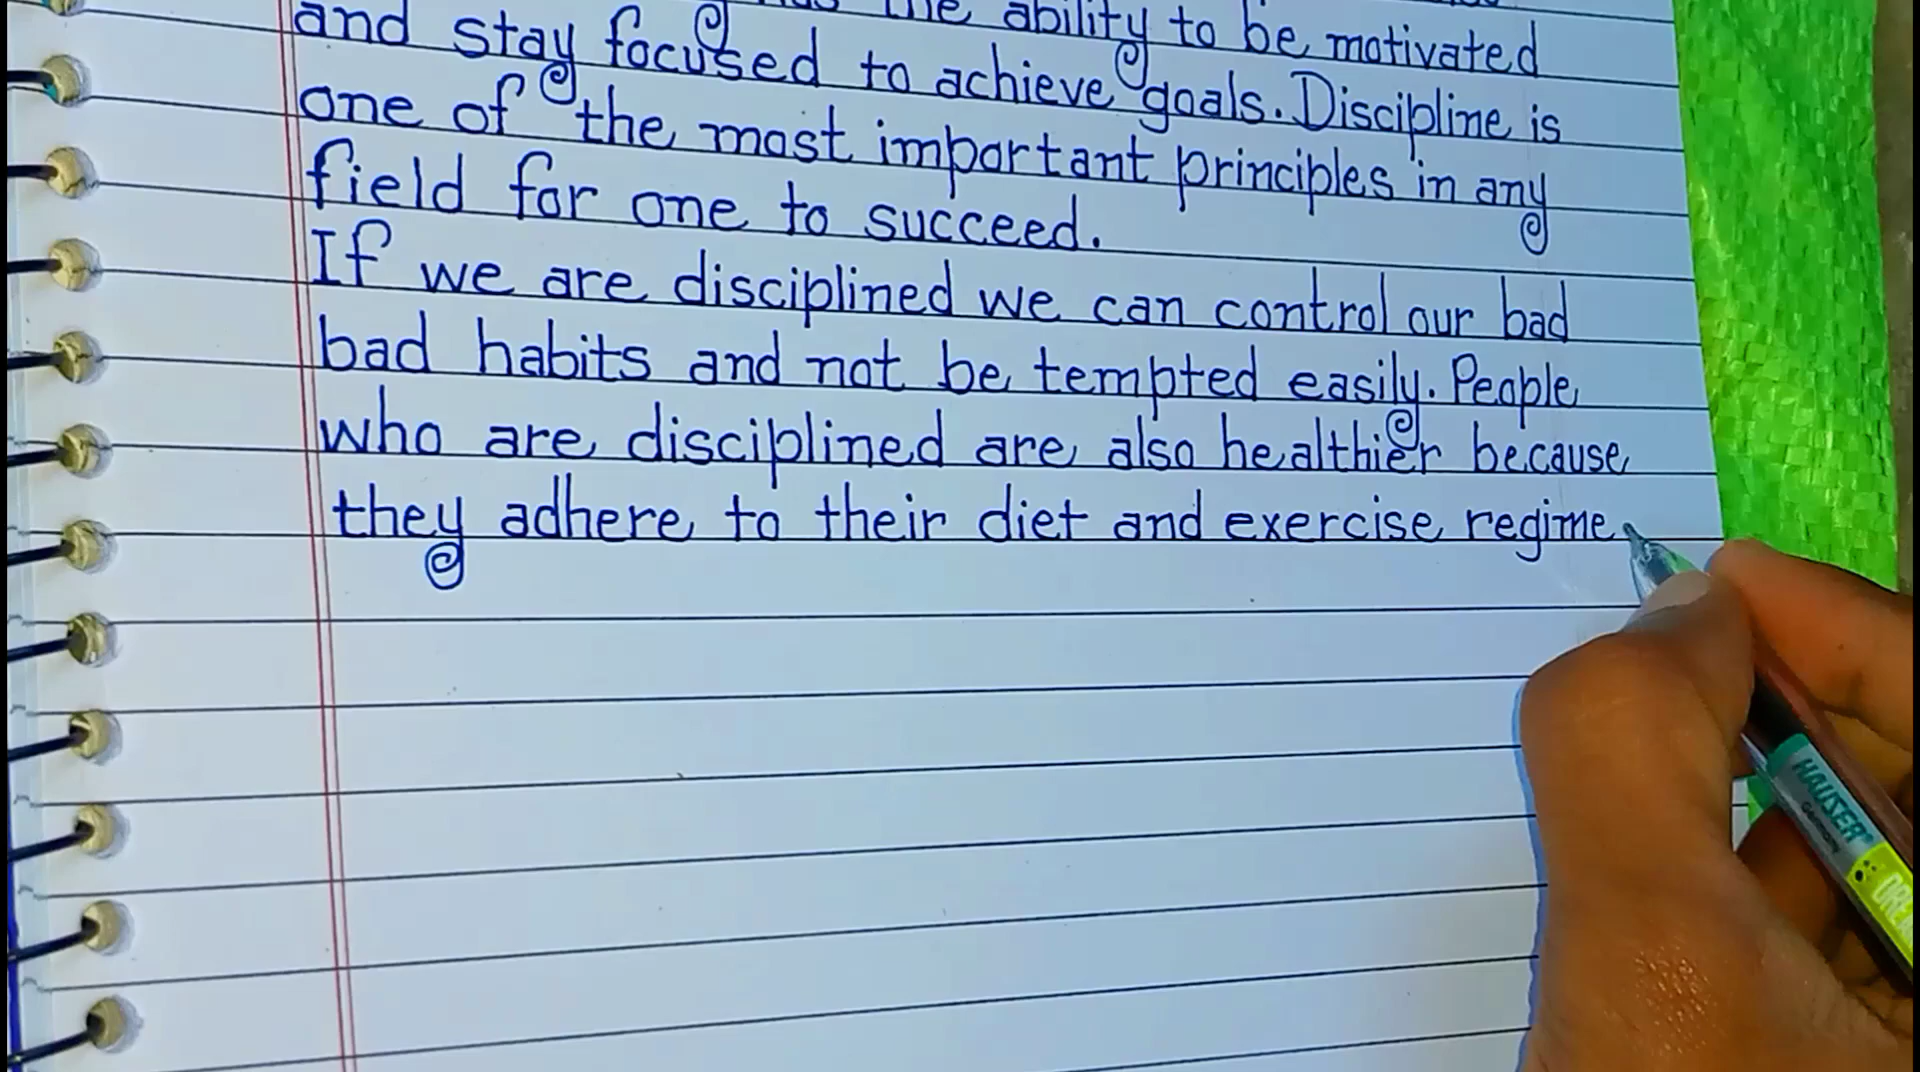 the ability to be motivated
and stay focused to achieve goals. Discipline is
one of the most important principles in any
field for one to succeed.
If we are disciplined we can control our bad
bad habits and not be tempted easily. People
who are disciplined are also healthier because
they adhere to their diet and exercise regime
HAUSER
Germany